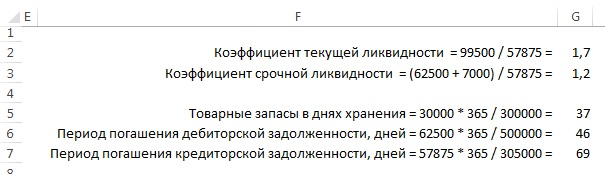 E F G
1
2 Коэффициент текущей ликвидности = 99500 / 57875 = 1,7
3 Коэффициент срочной ликвидности = (62500 + 7000) / 57875 = 1,2
4
5 Товарные запасы в днях хранения = 30000 * 365 / 300000 = 37
6 Период погашения дебиторской задолженности, дней = 62500 * 365 / 500000 = 46
7 Период погашения кредиторской задолженности, дней = 57875 * 365 / 305000 = 69
8